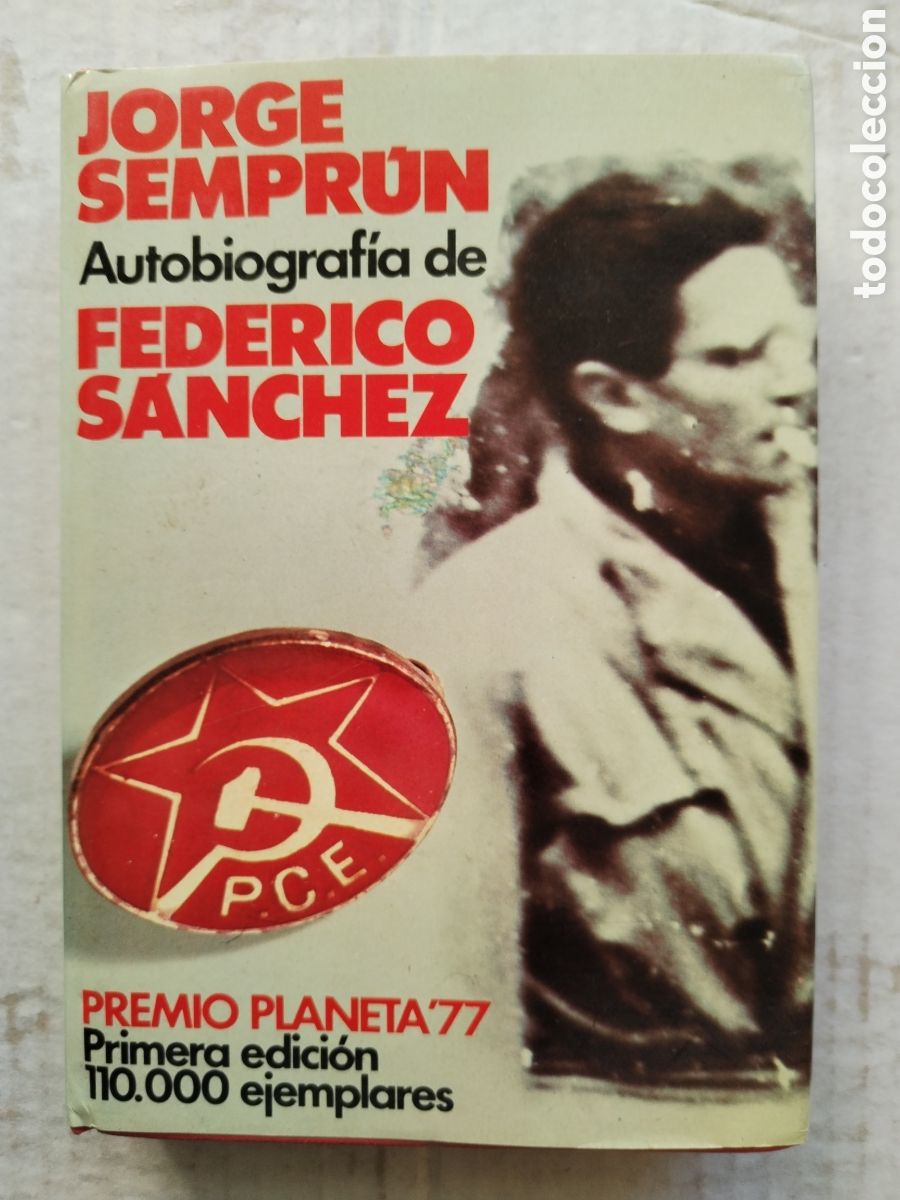 JORGE
SEMPRÚN
Autobiografía de
FEDERICO
SÁNCHEZ
P.C.E.
PREMIO PLANETA'77
Primera edición
110.000 ejemplares
todocoleccion